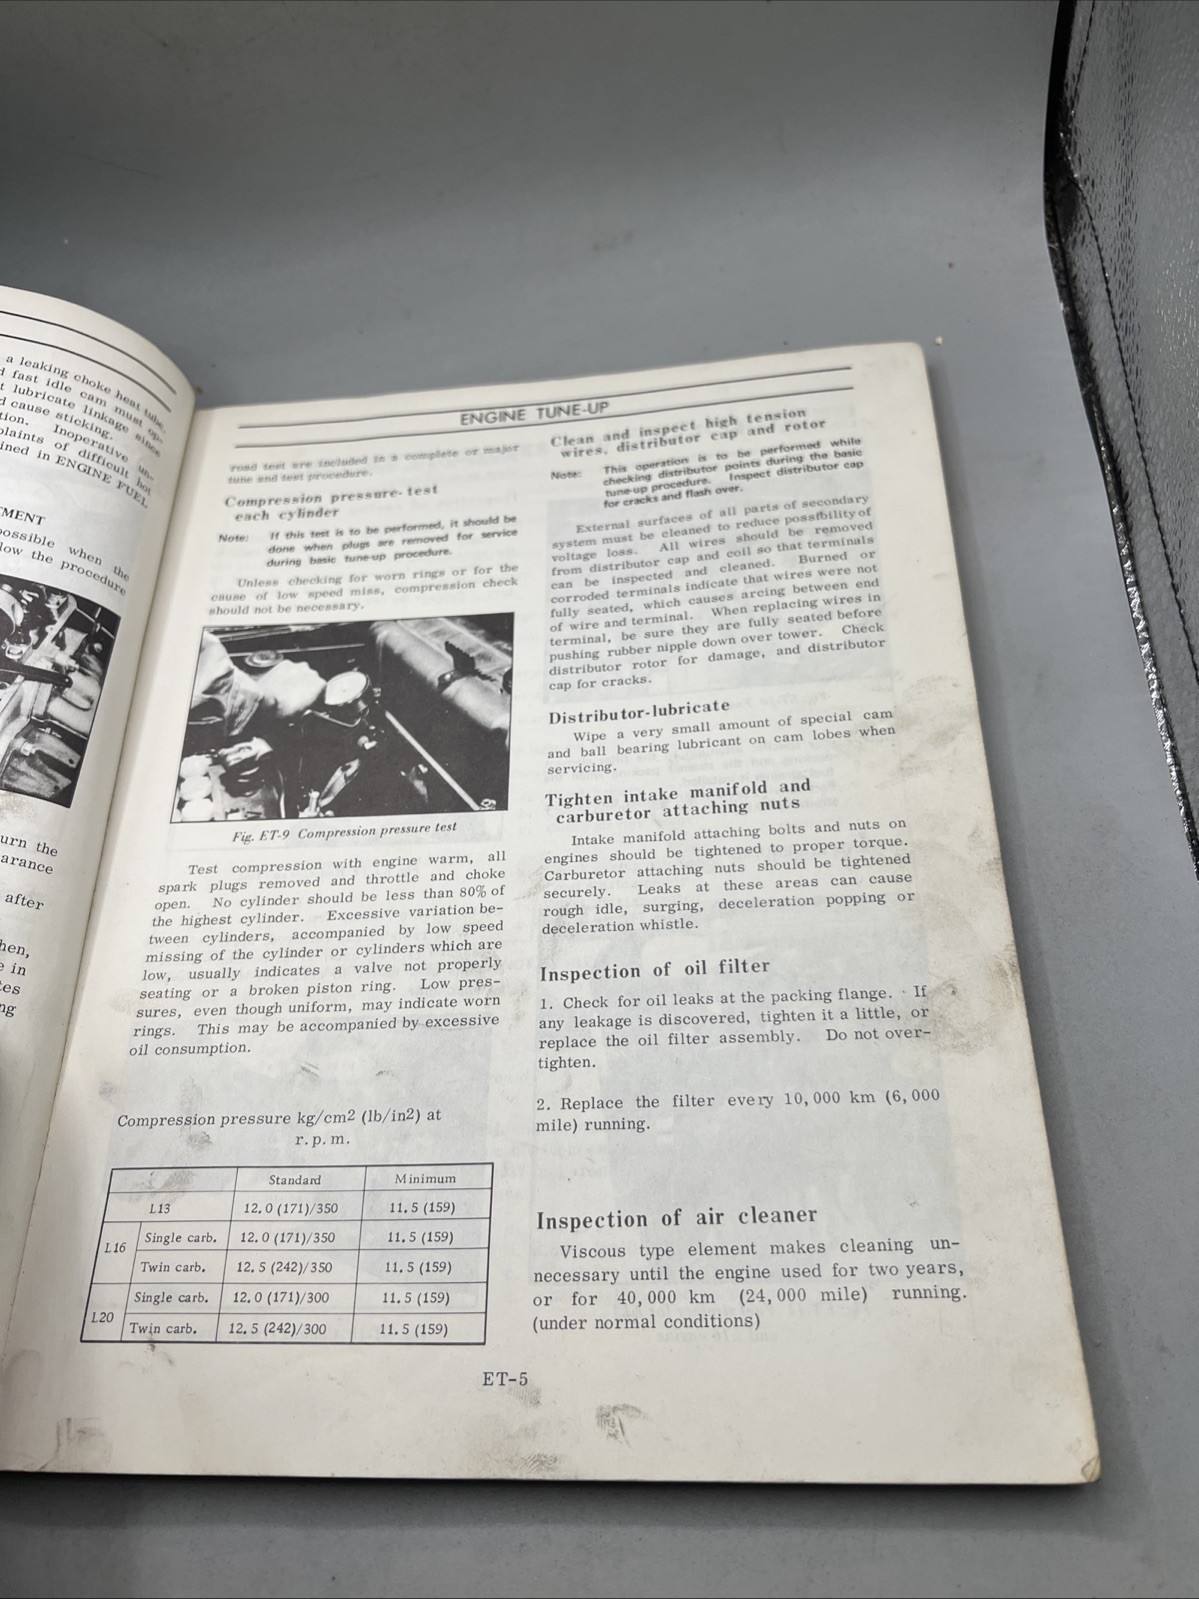 a leaking choke heat tube,
d fast idle cam must op-
t lubricate linkage since
d cause sticking.
tion. Inoperative un-
plaints of difficult hot
ined in ENGINE FUEL
MENT
possible when the
low the procedure
urn the
arance
after
hen,
e in
tes
ng
ENGINE TUNE-UP
road test are included in a complete or major
tune and test procedure.
Compression pressure-test
each cylinder
Note: If this test is to be performed, it should be
done when plugs are removed for service
during basic tune-up procedure.
Unless checking for worn rings or for the
cause of low speed miss, compression check
should not be necessary.
Fig. ET-9 Compression pressure test
Test compression with engine warm, all
spark plugs removed and throttle and choke
open. No cylinder should be less than 80% of
the highest cylinder. Excessive variation be-
tween cylinders, accompanied by low speed
missing of the cylinder or cylinders which are
low, usually indicates a valve not properly
seating or a broken piston ring. Low pres-
sures, even though uniform, may indicate worn
rings. This may be accompanied by excessive
oil consumption.
Compression pressure kg/cm2 (lb/in2) at
r.p.m.
Standard Minimum
L13 12.0 (171)/350 11.5 (159)
L16 Single carb. 12.0 (171)/350 11.5 (159)
Twin carb. 12.5 (242)/350 11.5 (159)
L20 Single carb. 12.0 (171)/300 11.5 (159)
Twin carb. 12.5 (242)/300 11.5 (159)
Clean and inspect high tension
wires, distributor cap and rotor
Note: This operation is to be performed while
checking distributor points during the basic
tune-up procedure. Inspect distributor cap
for cracks and flash over.
External surfaces of all parts of secondary
system must be cleaned to reduce possibility of
voltage loss. All wires should be removed
from distributor cap and coil so that terminals
can be inspected and cleaned. Burned or
corroded terminals indicate that wires were not
fully seated, which causes arcing between end
of wire and terminal. When replacing wires in
terminal, be sure they are fully seated before
pushing rubber nipple down over tower. Check
distributor rotor for damage, and distributor
cap for cracks.
Distributor-lubricate
Wipe a very small amount of special cam
and ball bearing lubricant on cam lobes when
servicing.
Tighten intake manifold and
carburetor attaching nuts
Intake manifold attaching bolts and nuts on
engines should be tightened to proper torque.
Carburetor attaching nuts should be tightened
securely. Leaks at these areas can cause
rough idle, surging, deceleration popping or
deceleration whistle.
Inspection of oil filter
1. Check for oil leaks at the packing flange. If
any leakage is discovered, tighten it a little, or
replace the oil filter assembly. Do not over-
tighten.
2. Replace the filter every 10,000 km (6,000
mile) running.
Inspection of air cleaner
Viscous type element makes cleaning un-
necessary until the engine used for two years,
or for 40,000 km (24,000 mile) running.
(under normal conditions)
ET-5